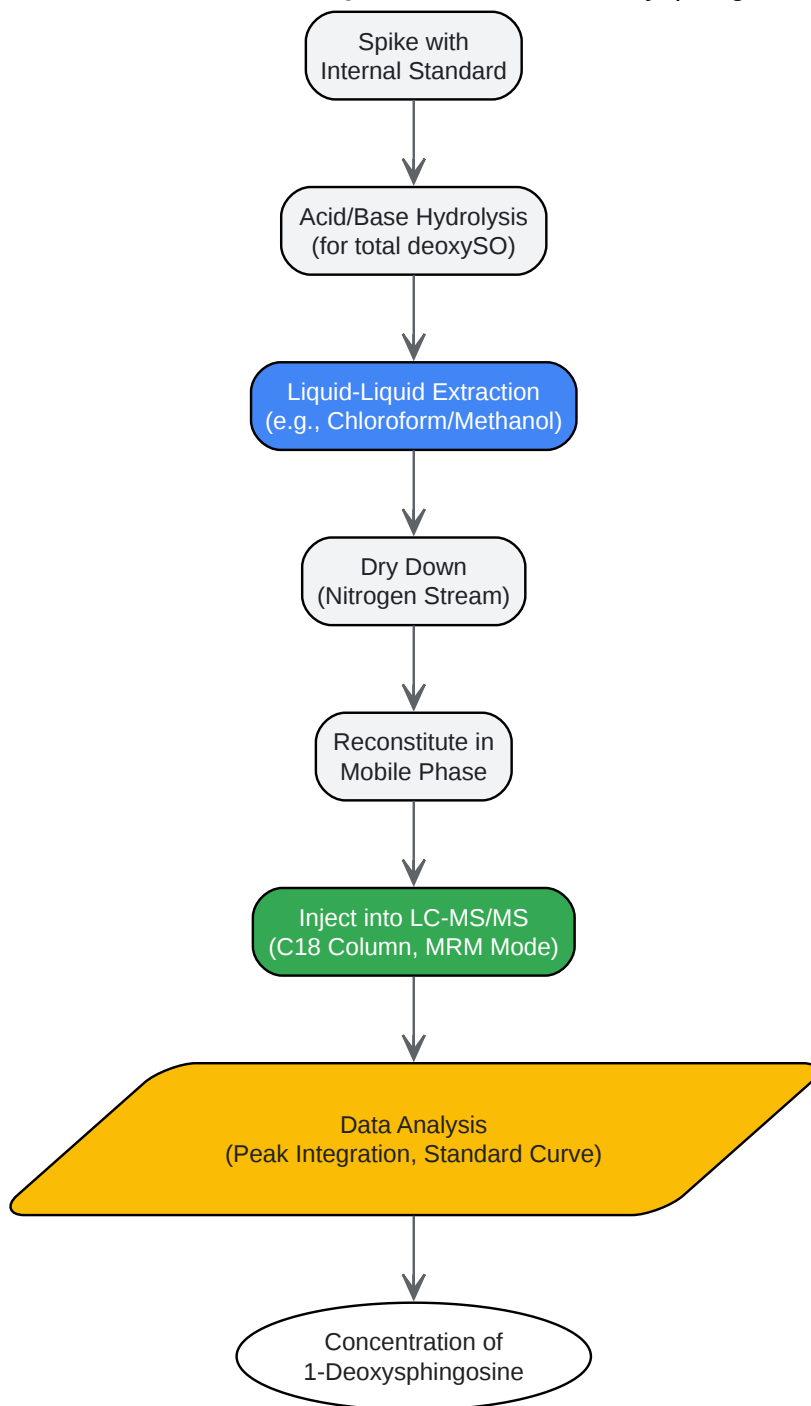 Spike with
Internal Standard
Acid/Base Hydrolysis
(for total deoxySO)
Liquid-Liquid Extraction
(e.g., Chloroform/Methanol)
Dry Down
(Nitrogen Stream)
Reconstitute in
Mobile Phase
Inject into LC-MS/MS
(C18 Column, MRM Mode)
Data Analysis
(Peak Integration, Standard Curve)
Concentration of
1-Deoxysphingosine